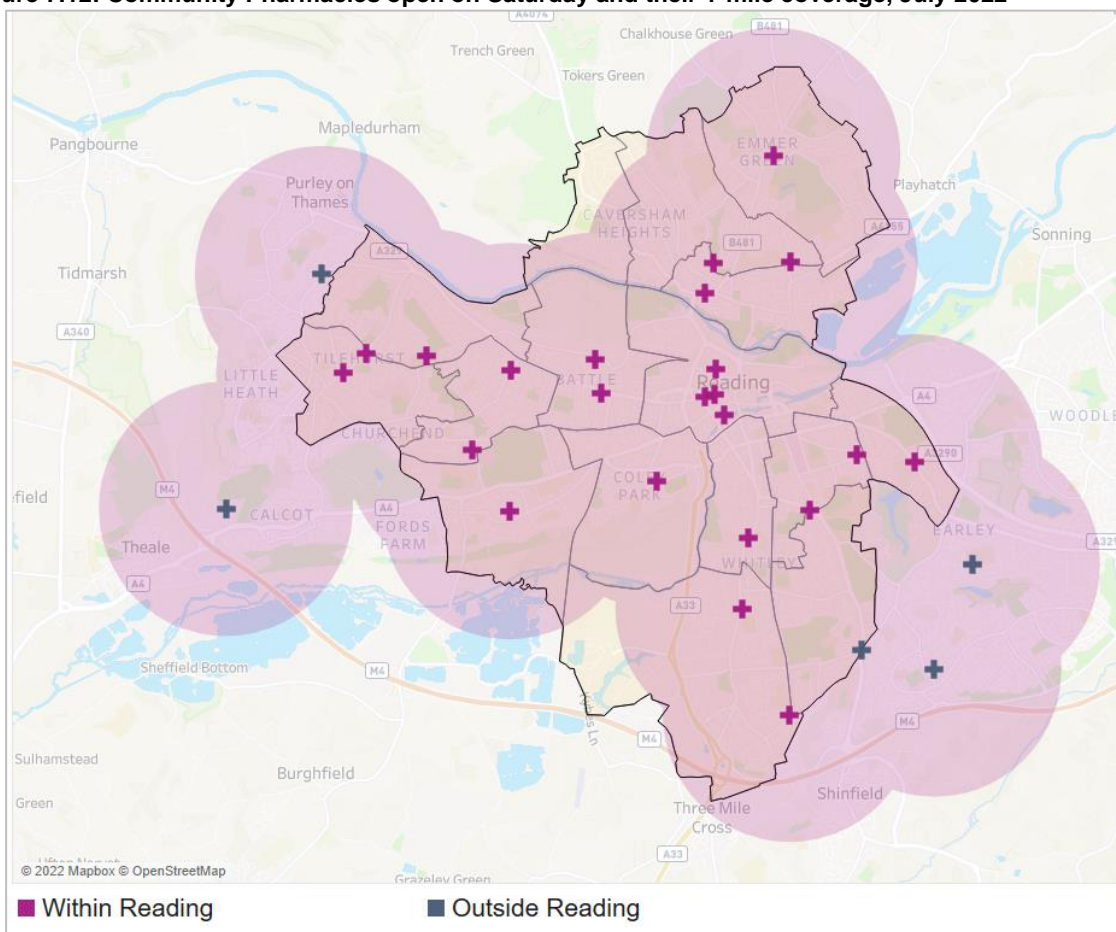 Community Pharmacies open on Saturday and their 1-mile coverage, July 2022
A4074
B481
Chalkhouse Green
Trench Green
Tokers Green
Mapledurham
Pangbourne
EMMER
GREEN
Purley on
Thames
Playhatch
CAVERSHAM
HEIGHTS
Sonning
B481
Tidmarsh
A340
TILEHURST
LITTLE
HEATH
BATTLE
Reading
A4
WOODLE
CHURCHEND
A3290
COLEY
PARK
M4
CALCOT
A4
FORDS
FARM
EARLEY
Theale
A4
WHITLEY
A33
Sheffield Bottom
M4
M4
M4
Sulhamstead
Burghfield
Green
Shinfield
Three Mile
Cross
A33
© 2022 Mapbox © OpenStreetMap
Grazeley Green
Within Reading
Outside Reading